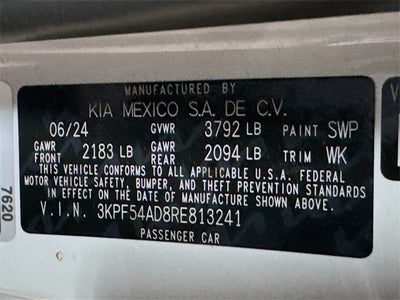 MANUFACTURED BY
KIA MEXICO S.A. DE C.V.
06/24 GVWR 3792 LB PAINT SWP
GAWR FRONT 2183 LB GAWR REAR 2094 LB TRIM WK
THIS VEHICLE CONFORMS TO ALL APPLICABLE U.S.A. FEDERAL
MOTOR VEHICLE SAFETY, BUMPER, AND THEFT PREVENTION STANDARDS
IN EFFECT ON THE DATE OF MANUFACTURE SHOWN ABOVE.
V.I.N. 3KPF54AD8RE813241
PASSENGER CAR
7620
V